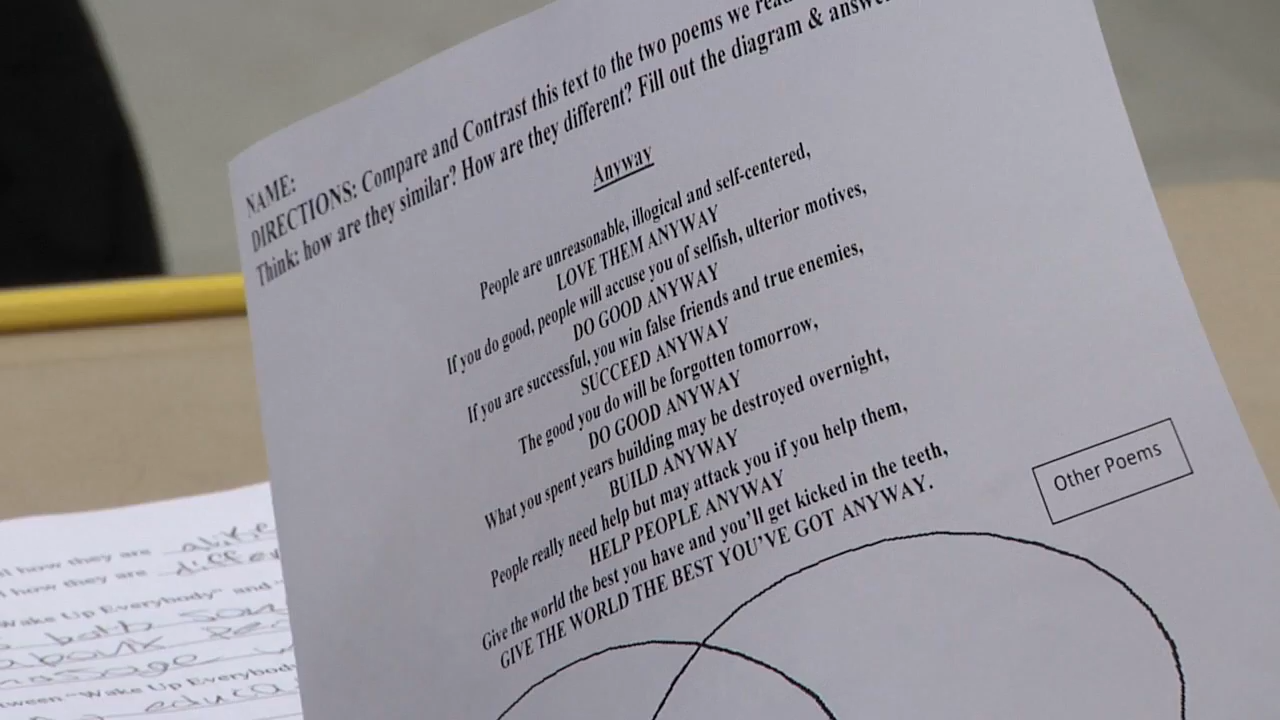 NAME:
DIRECTIONS: Compare and Contrast this text to the two poems we
Think: how are they similar? How are they different? Fill out the diagram &
Anyway
People are unreasonable, illogical and self-centered,
LOVE THEM ANYWAY
If you do good, people will accuse you of selfish, ulterior motives,
DO GOOD ANYWAY
If you are successful, you win false friends and true enemies,
SUCCEED ANYWAY
The good you do will be forgotten tomorrow,
DO GOOD ANYWAY
What you spent years building may be destroyed overnight,
BUILD ANYWAY
People really need help but may attack you if you help them,
HELP PEOPLE ANYWAY
Give the world the best you have and you'll get kicked in the teeth,
GIVE THE WORLD THE BEST YOU'VE GOT ANYWAY.
Other Poems
how they are alike
how they are
Up Everybody" and
both
about
"Wake Up